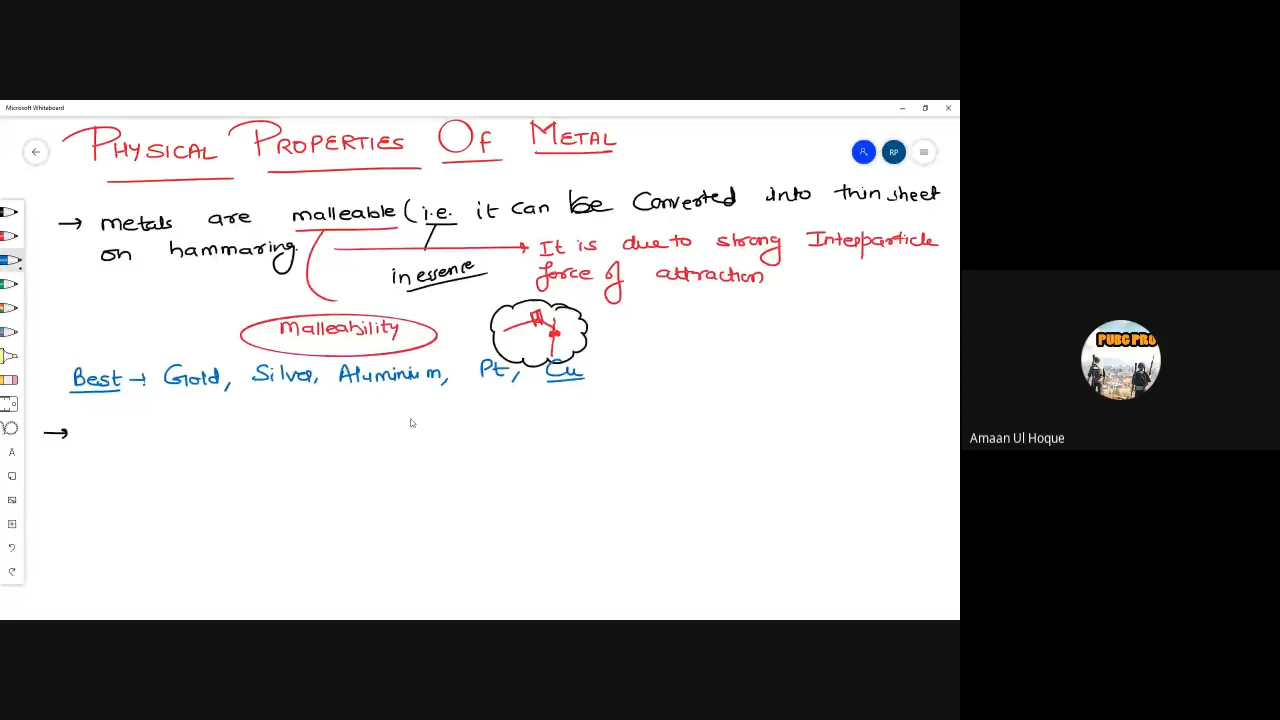 Microsoft Whiteboard
PHYSICAL PROPERTIES OF METAL
RP
→ metals are malleable (i.e. it can be Converted into thin sheet
on hammaring.
→ It is due to strong Interparticle
force of attraction
in essence
Malleability
Best → Gold, Silver, Aluminium, Pt, Cu
→
A
PUBG PRO
Amaan Ul Hoque